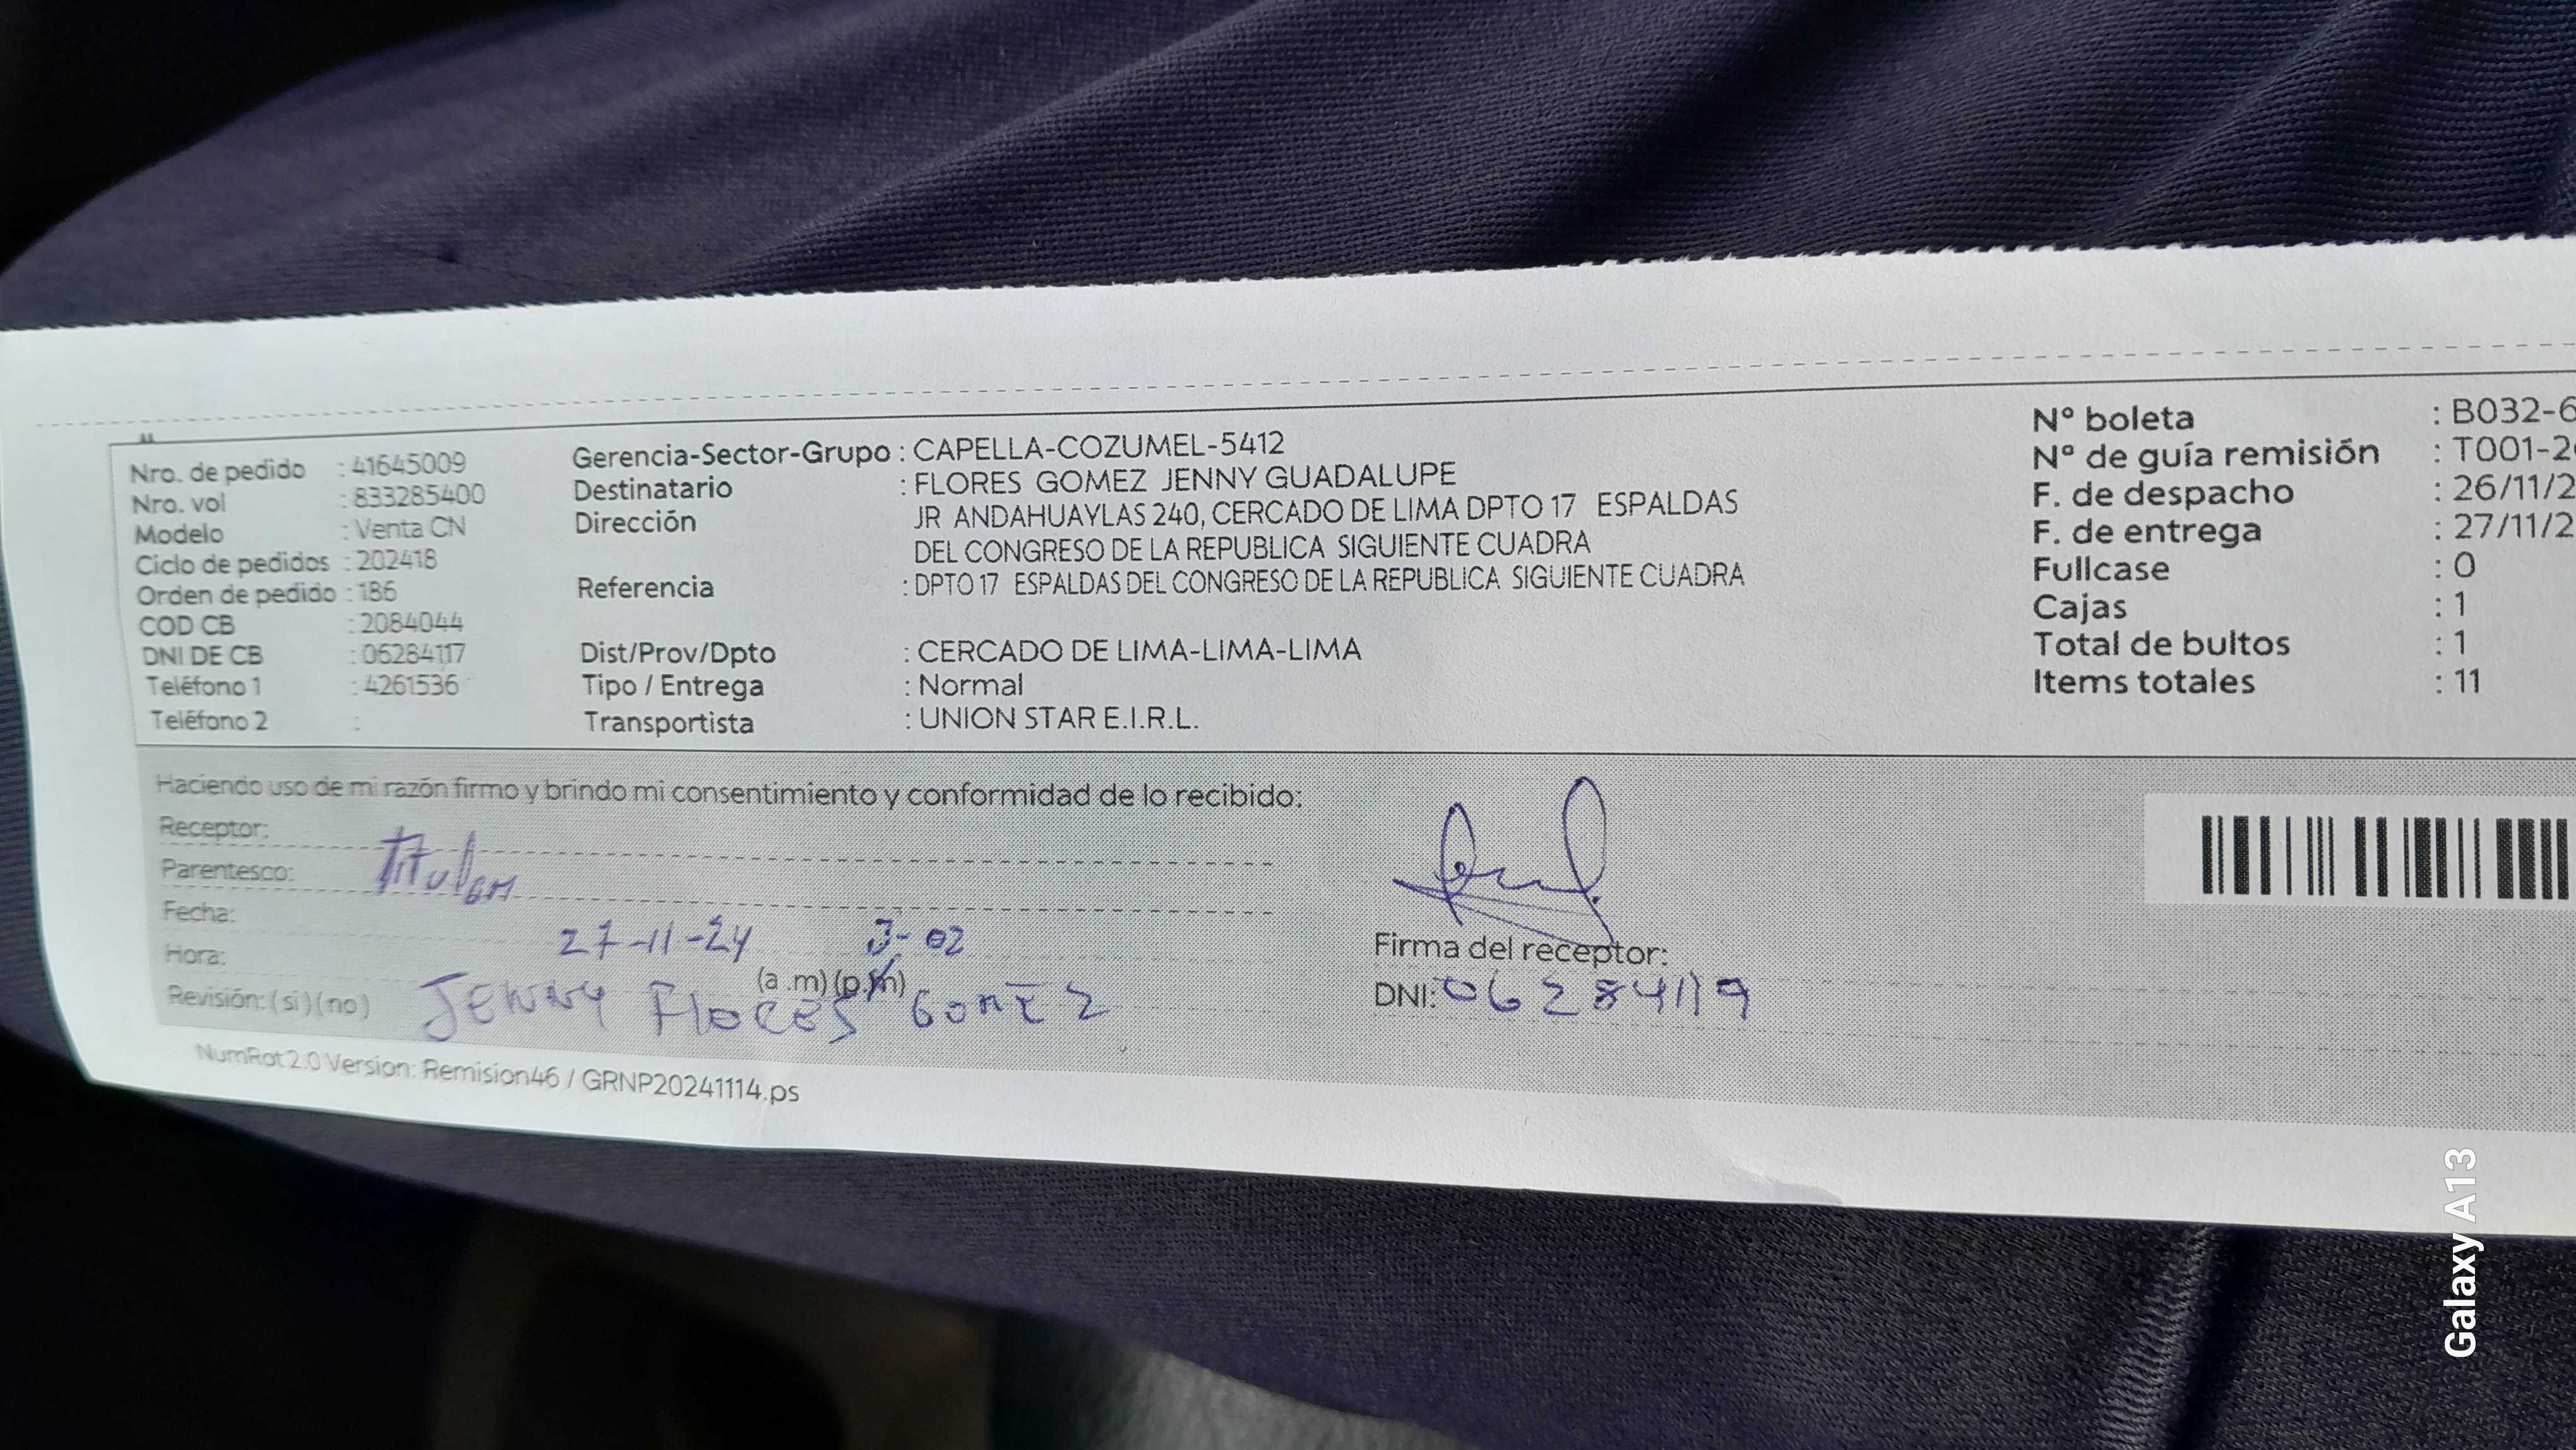 Nro. de pedido : 41645009
Nro. vol : 833285400
Modelo : Venta CN
Ciclo de pedidos : 202418
Orden de pedido : 186
COD CB : 2084044
DNI DE CB : 06284117
Teléfono 1 : 4261536
Teléfono 2 :
Gerencia-Sector-Grupo : CAPELLA-COZUMEL-5412
Destinatario : FLORES GOMEZ JENNY GUADALUPE
Dirección JR ANDAHUAYLAS 240, CERCADO DE LIMA DPTO 17 ESPALDAS
DEL CONGRESO DE LA REPUBLICA SIGUIENTE CUADRA
Referencia : DPTO 17 ESPALDAS DEL CONGRESO DE LA REPUBLICA SIGUIENTE CUADRA
Dist/Prov/Dpto : CERCADO DE LIMA-LIMA-LIMA
Tipo / Entrega : Normal
Transportista : UNION STAR E.I.R.L.
Nº boleta : B032-6
Nº de guía remisión : T001-2
F. de despacho : 26/11/2
F. de entrega : 27/11/2
Fullcase : 0
Cajas : 1
Total de bultos : 1
Items totales : 11
Haciendo uso de mi razón firmo y brindo mi consentimiento y conformidad de lo recibido:
Receptor:
Parentesco: Titular
Fecha: 27-11-24 3-02
Hora: (a .m) (p.m)
Revisión: (si) (no) JENNY FLORES GOMEZ
Firma del receptor:
DNI: 06284119
NumRot2.0 Version: Remision46 / GRNP20241114.ps
Galaxy A13